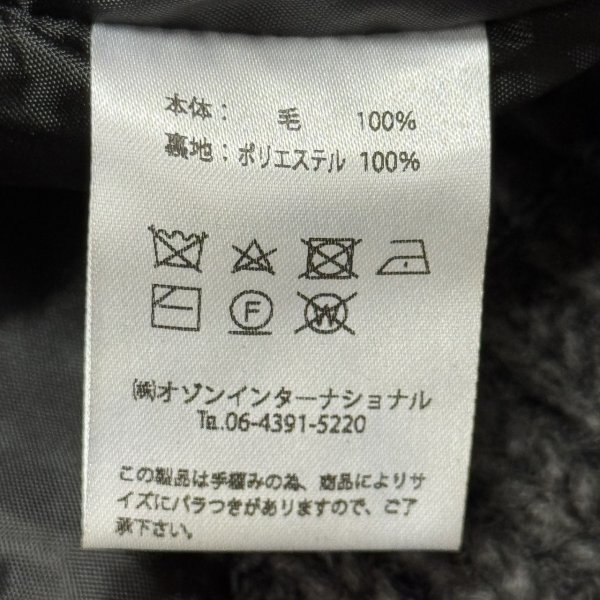 本体： 毛 100%
裏地：ポリエステル 100%
F W
㈱オゾンインターナショナル
℡.06-4391-5220
この製品は手編みの為、商品によりサ
イズにバラつきがありますので、ご了
承下さい。